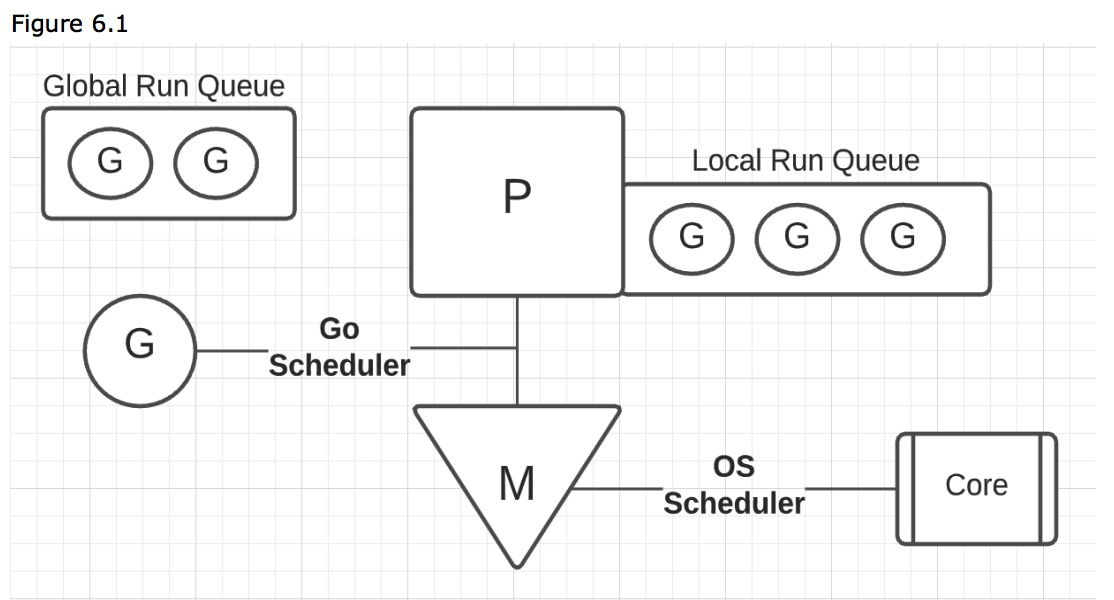 Figure 6.1
Global Run Queue
G G
P
Local Run Queue
G G G
G
Go
Scheduler
M
OS
Scheduler
Core